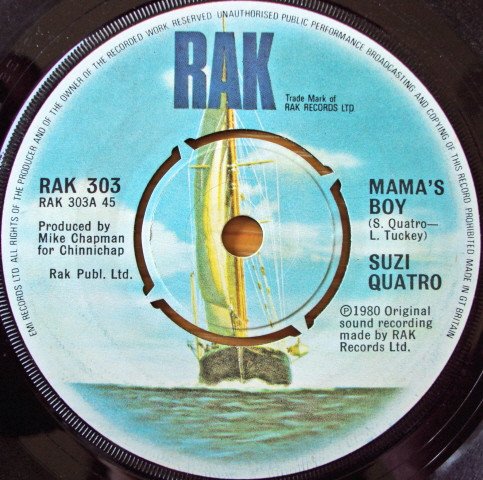 EMI RECORDS LTD. ALL RIGHTS OF THE PRODUCER AND OF THE OWNER OF THE RECORDED WORK RESERVED UNAUTHORISED PUBLIC PERFORMANCE BROADCASTING AND COPYING OF THIS RECORD PROHIBITED MADE IN GT BRITAIN
RAK
Trade Mark of
RAK RECORDS LTD.
RAK 303
RAK 303A 45
Produced by
Mike Chapman
for Chinnichap
Rak Publ. Ltd.
MAMA'S
BOY
(S. Quatro—
L. Tuckey)
SUZI
QUATRO
℗1980 Original
sound recording
made by RAK
Records Ltd.